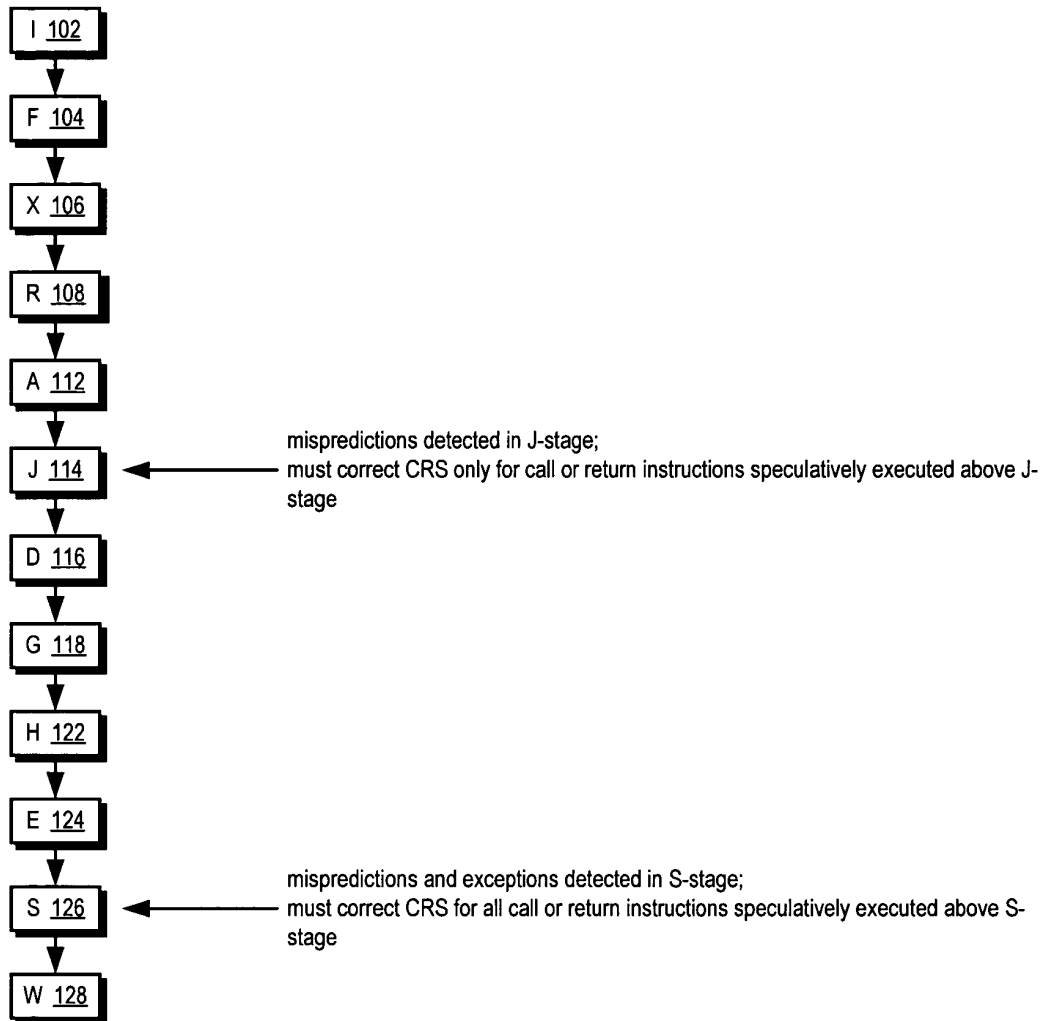 I 102
F 104
X 106
R 108
A 112
J 114
mispredictions detected in J-stage;
must correct CRS only for call or return instructions speculatively executed above J-
stage
D 116
G 118
H 122
E 124
S 126
mispredictions and exceptions detected in S-stage;
must correct CRS for all call or return instructions speculatively executed above S-
stage
W 128